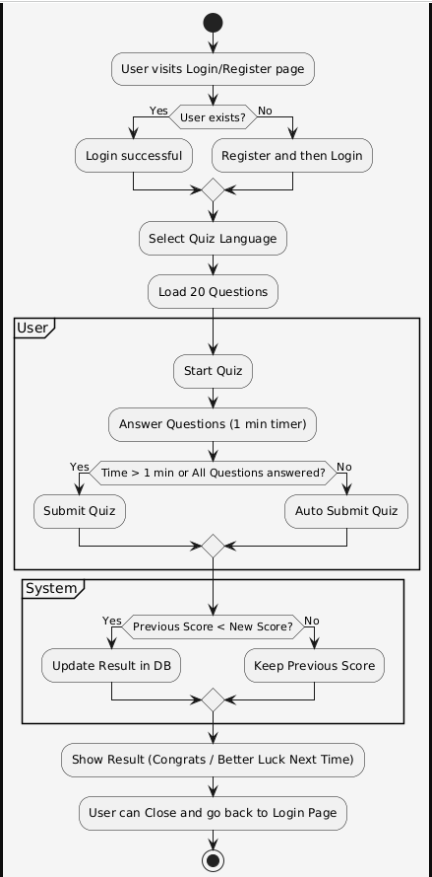 User visits Login/Register page
Yes
User exists?
No
Login successful
Register and then Login
Select Quiz Language
Load 20 Questions
User
Start Quiz
Answer Questions (1 min timer)
Yes
Time > 1 min or All Questions answered?
No
Submit Quiz
Auto Submit Quiz
System
Yes
Previous Score < New Score?
No
Update Result in DB
Keep Previous Score
Show Result (Congrats / Better Luck Next Time)
User can Close and go back to Login Page